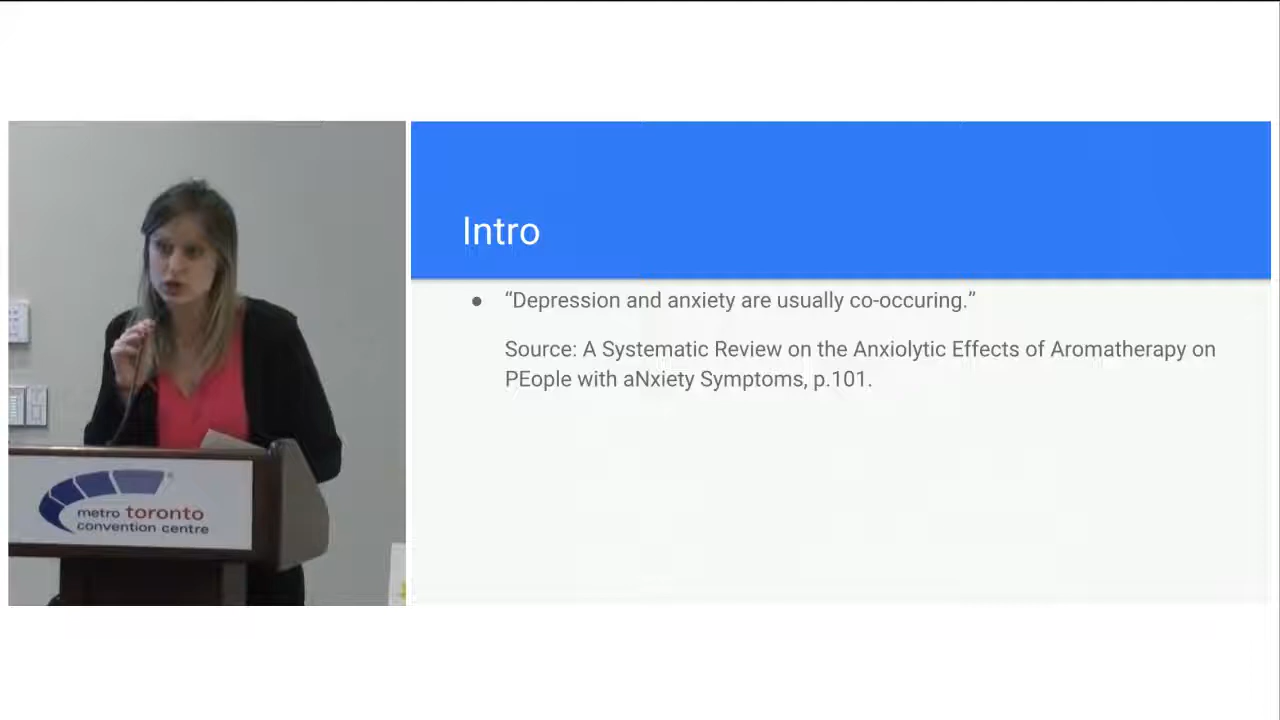 Intro
“Depression and anxiety are usually co-occuring.”
Source: A Systematic Review on the Anxiolytic Effects of Aromatherapy on
PEople with aNxiety Symptoms, p.101.
metro toronto
convention centre